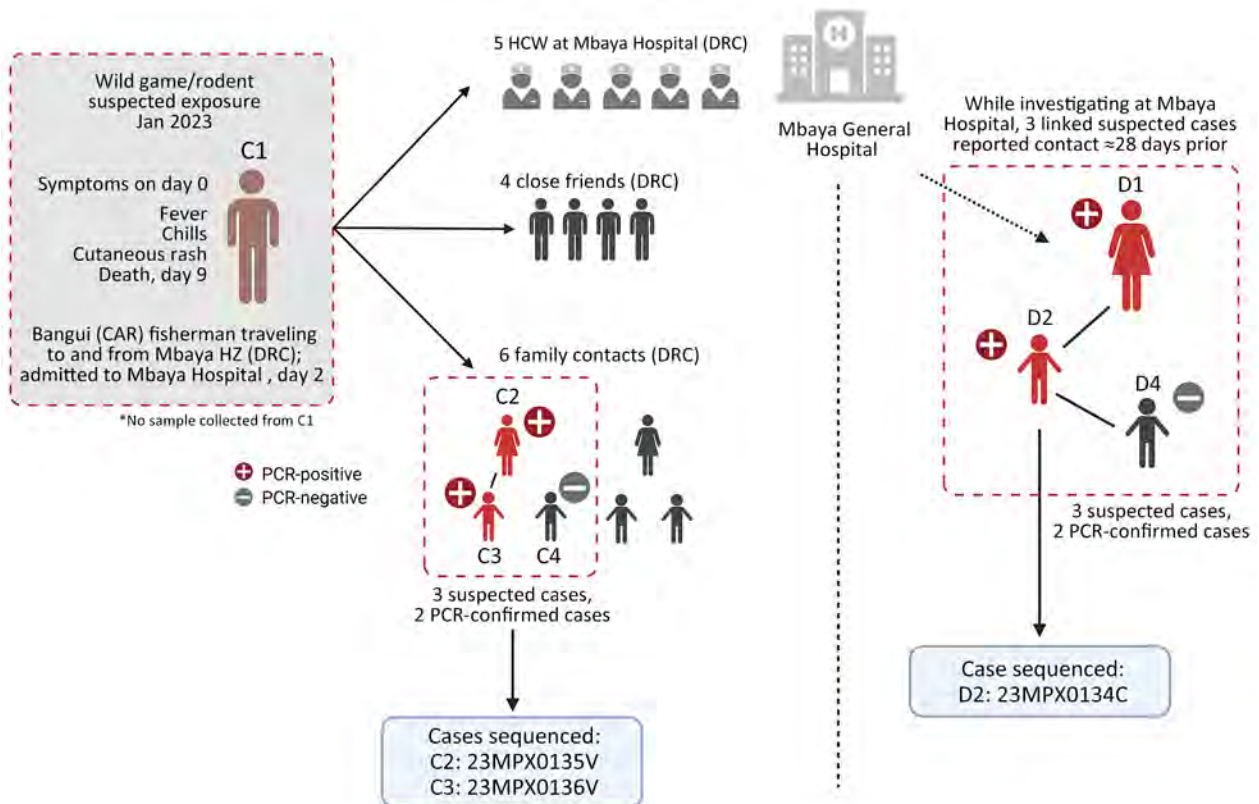 Wild game/rodent
suspected exposure
Jan 2023
C1
Symptoms on day 0
Fever
Chills
Cutaneous rash
Death, day 9
Bangui (CAR) fisherman traveling
to and from Mbaya HZ (DRC);
admitted to Mbaya Hospital , day 2
*No sample collected from C1
PCR-positive
PCR-negative
5 HCW at Mbaya Hospital (DRC)
4 close friends (DRC)
6 family contacts (DRC)
C2
C3
C4
3 suspected cases,
2 PCR-confirmed cases
Cases sequenced:
C2: 23MPX0135V
C3: 23MPX0136V
H
Mbaya General
Hospital
While investigating at Mbaya
Hospital, 3 linked suspected cases
reported contact ≈28 days prior
D1
D2
D4
3 suspected cases,
2 PCR-confirmed cases
Case sequenced:
D2: 23MPX0134C